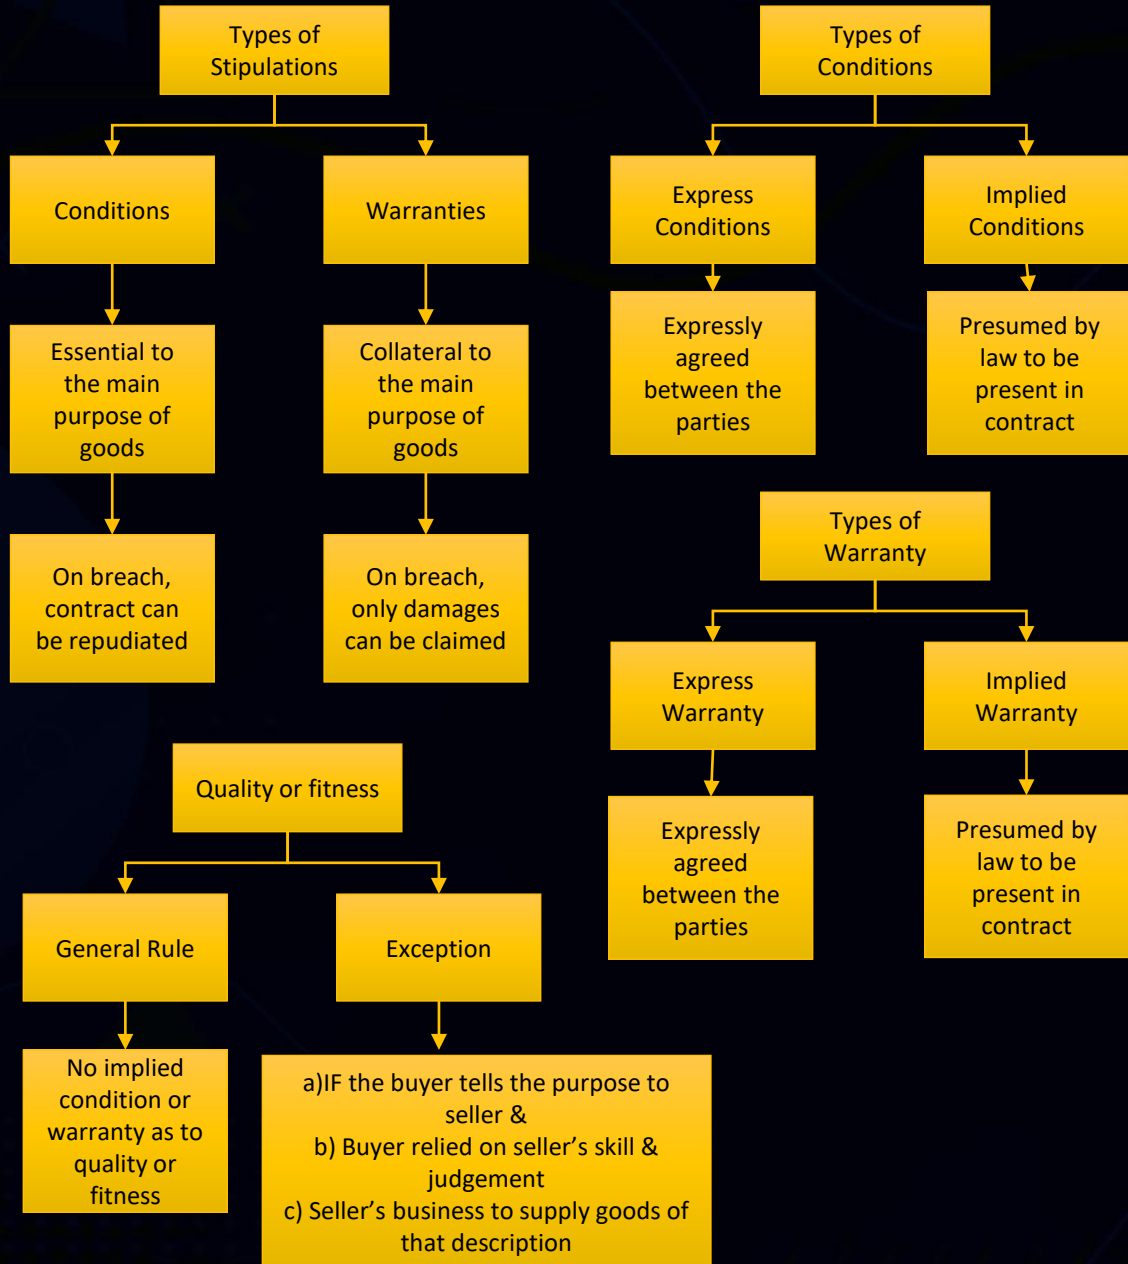 Types of
Stipulations
Conditions
Warranties
Essential to
the main
purpose of
goods
Collateral to
the main
purpose of
goods
On breach,
contract can
be repudiated
On breach,
only damages
can be claimed
Types of
Conditions
Express
Conditions
Implied
Conditions
Expressly
agreed
between the
parties
Presumed by
law to be
present in
contract
Types of
Warranty
Express
Warranty
Implied
Warranty
Expressly
agreed
between the
parties
Presumed by
law to be
present in
contract
Quality or fitness
General Rule
Exception
No implied
condition or
warranty as to
quality or
fitness
a)IF the buyer tells the purpose to
seller &
b) Buyer relied on seller’s skill &
judgement
c) Seller’s business to supply goods of
that description